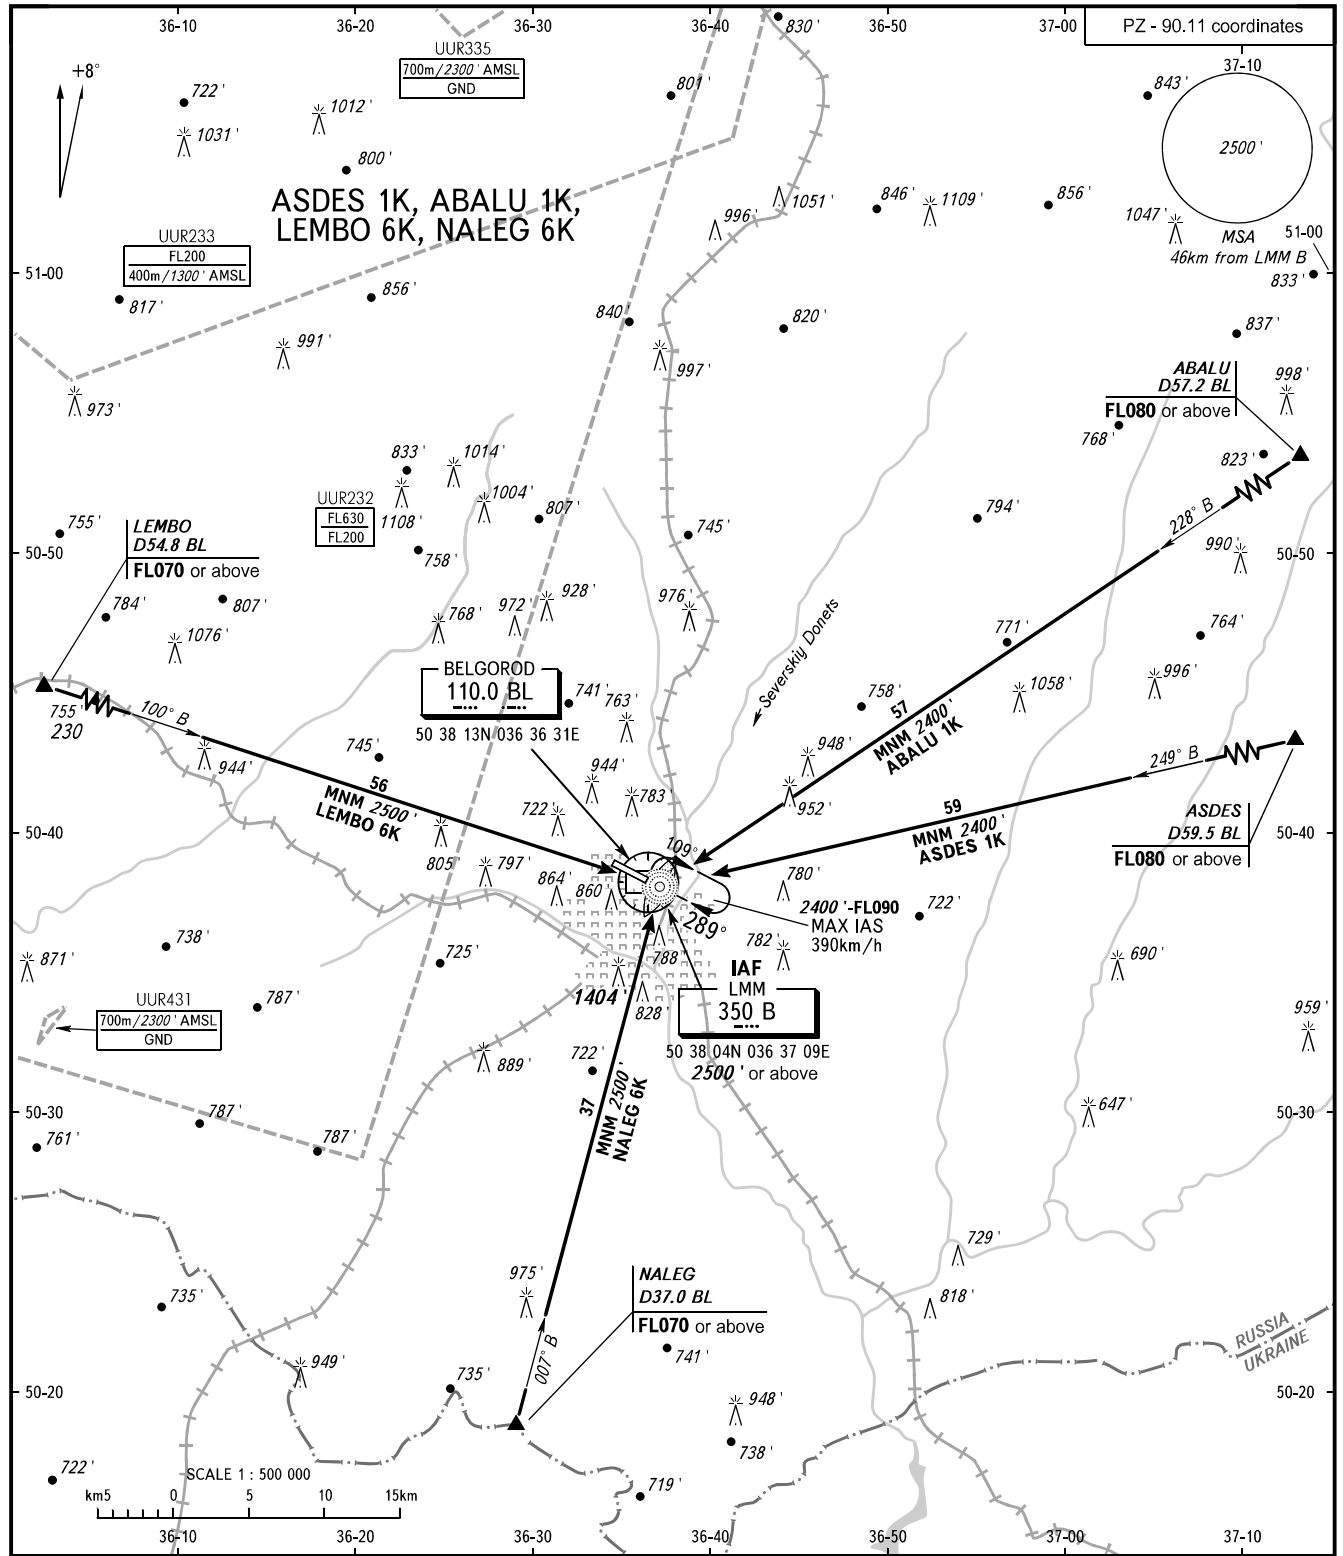 36-10
36-20
36-30
36-40
36-50
37-00
PZ - 90.11 coordinates
37-10
830 '
+8°
UUR335
700m/2300 ' AMSL
GND
722 '
1031 '
1012 '
800 '
801 '
843 '
2500 '
ASDES 1K, ABALU 1K,
LEMBO 6K, NALEG 6K
996 '
1051 '
846 '
1109 '
856 '
1047 '
MSA
46km from LMM B
51-00
833 '
UUR233
FL200
400m/1300 ' AMSL
51-00
817 '
856 '
840 '
820 '
837 '
991 '
997 '
973 '
ABALU
D57.2 BL
FL080 or above
998 '
768 '
823 '
833 '
1014 '
1004 '
1108 '
807 '
758 '
UUR232
FL630
FL200
745 '
794 '
228° B
990 '
755 '
LEMBO
D54.8 BL
FL070 or above
50-50
50-50
784 '
807 '
1076 '
768 '
972 '
928 '
976 '
Severskiy Donets
771 '
764 '
996 '
1058 '
BELGOROD
110.0 BL
50 38 13N 036 36 31E
741 '
763 '
758 '
57
MNM 2400 '
ABALU 1K
755 '
230
100° B
944 '
745 '
56
MNM 2500 '
LEMBO 6K
944 '
783
722 '
948 '
952 '
249° B
59
MNM 2400 '
ASDES 1K
ASDES
D59.5 BL
FL080 or above
50-40
50-40
805 '
797 '
864 '
860 '
109°
289°
780 '
2400 '-FL090
MAX IAS
390km/h
722 '
782 '
690 '
871 '
738 '
725 '
787 '
788 '
1404 '
828 '
IAF
LMM
350 B
50 38 04N 036 37 09E
2500 ' or above
959 '
UUR431
700m/2300 ' AMSL
GND
889 '
722 '
37
MNM 2500 '
NALEG 6K
647 '
50-30
50-30
761 '
787 '
787 '
729 '
818 '
975 '
NALEG
D37.0 BL
FL070 or above
007° B
735 '
741 '
RUSSIA
UKRAINE
949 '
735 '
948 '
738 '
50-20
50-20
722 '
719 '
SCALE 1 : 500 000
km5
0
5
10
15km
36-10
36-20
36-30
36-40
36-50
37-00
37-10